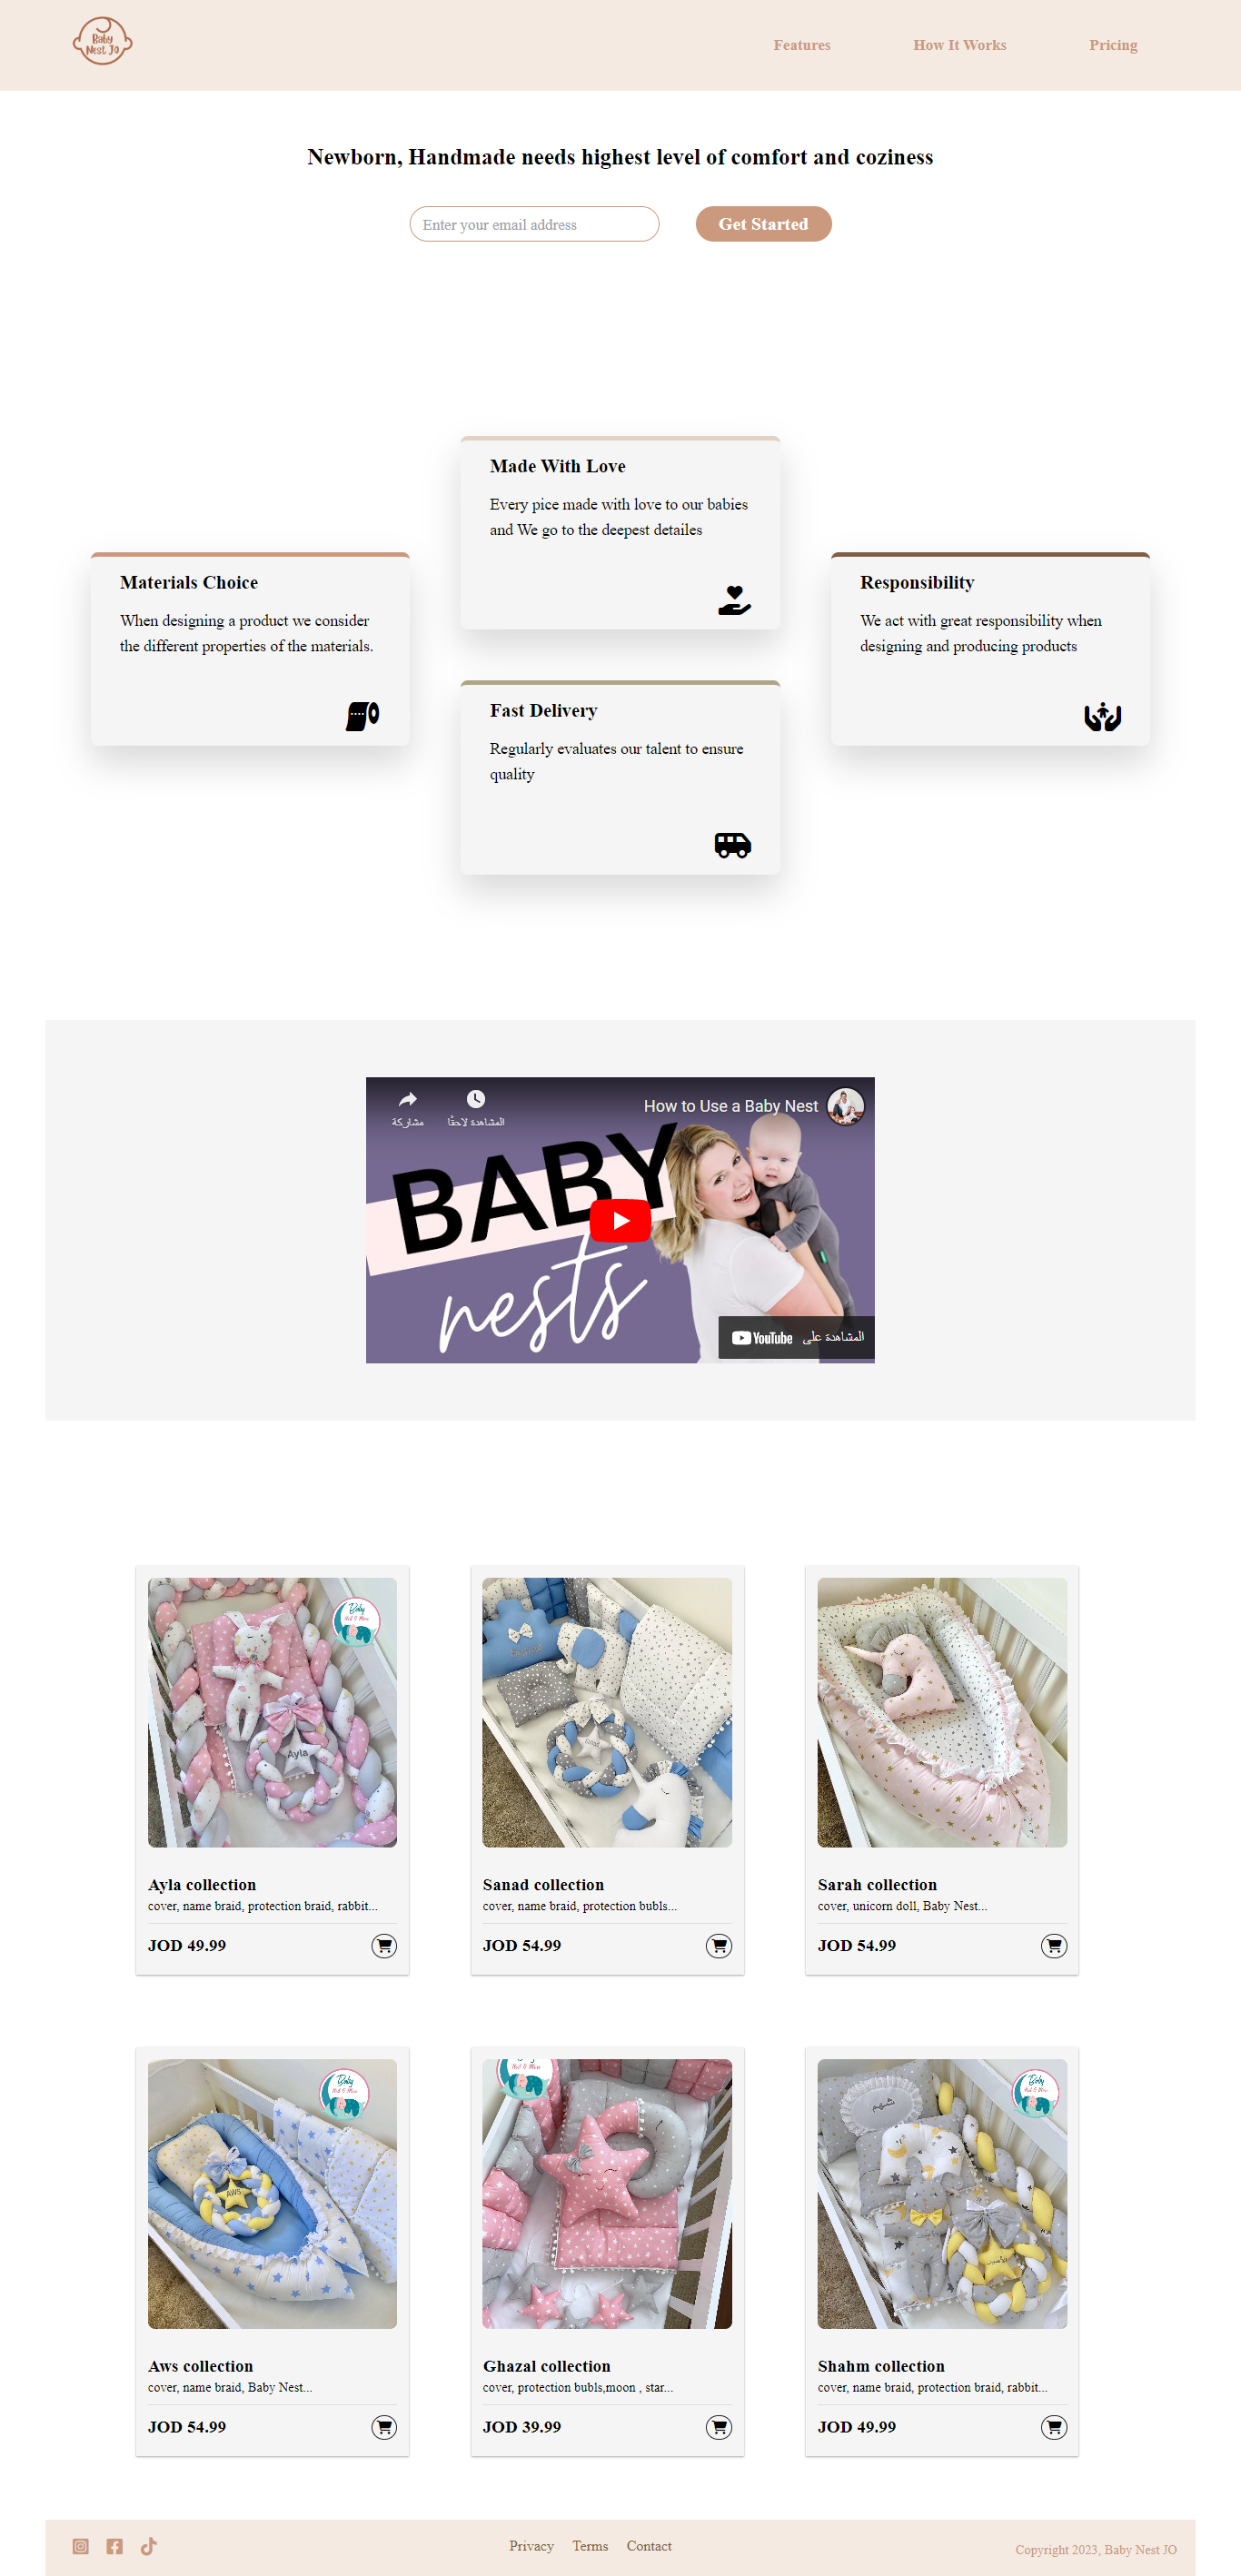 Baby
Nest Jo
Features
How It Works
Pricing
Newborn, Handmade needs highest level of comfort and coziness
Enter your email address
Get Started
Made With Love
Every pice made with love to our babies
and We go to the deepest detailes
Materials Choice
When designing a product we consider
the different properties of the materials.
Responsibility
We act with great responsibility when
designing and producing products
Fast Delivery
Regularly evaluates our talent to ensure
quality
How to Use a Baby Nest
المشاهدة لاحقًا
مشاركة
BABY
nests
المشاهدة على YouTube
Baby
Ayla
Ayla collection
cover, name braid, protection braid, rabbit...
JOD 49.99
Sanad collection
cover, name braid, protection bubls...
JOD 54.99
Sarah collection
cover, unicorn doll, Baby Nest...
JOD 54.99
Baby
AWS
Aws collection
cover, name braid, Baby Nest...
JOD 54.99
Ghazal collection
cover, protection bubls,moon , star...
JOD 39.99
Baby
Shahm collection
cover, name braid, protection braid, rabbit...
JOD 49.99
Privacy
Terms
Contact
Copyright 2023, Baby Nest JO